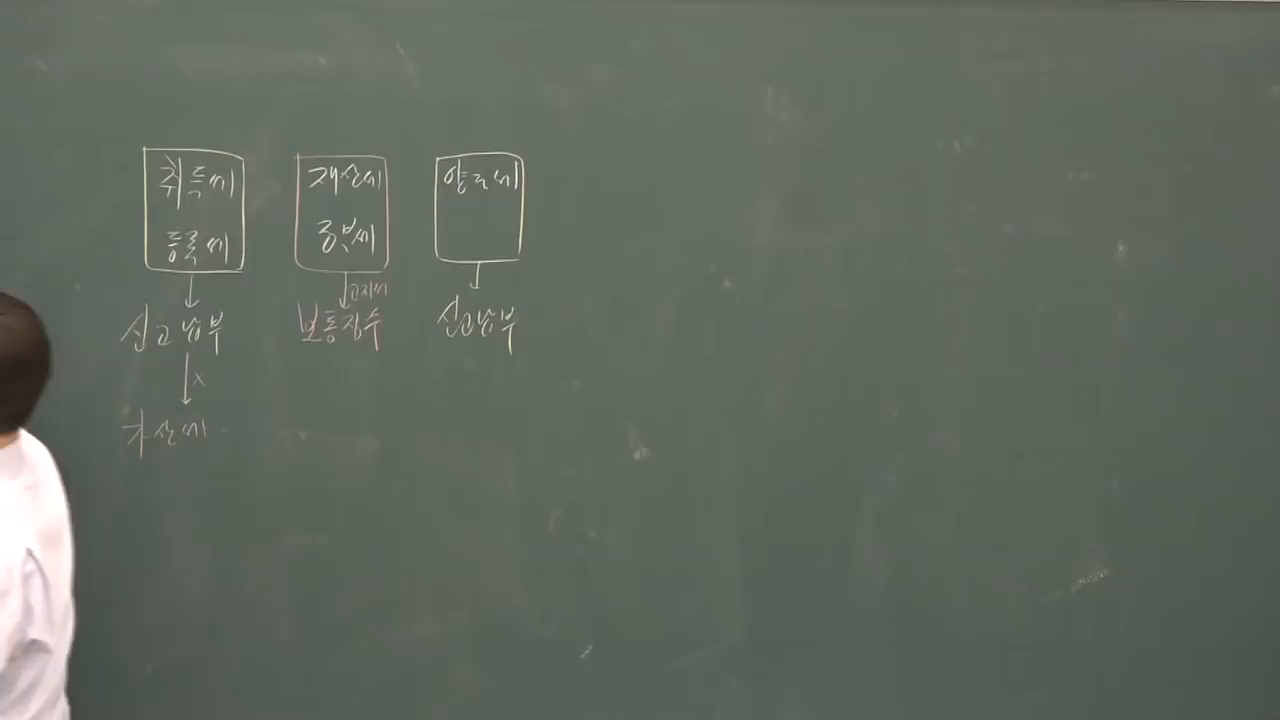 취득세
등록세
신고납부
x
가산세
재산세
종부세
고지서
보통징수
양도세
신고납부